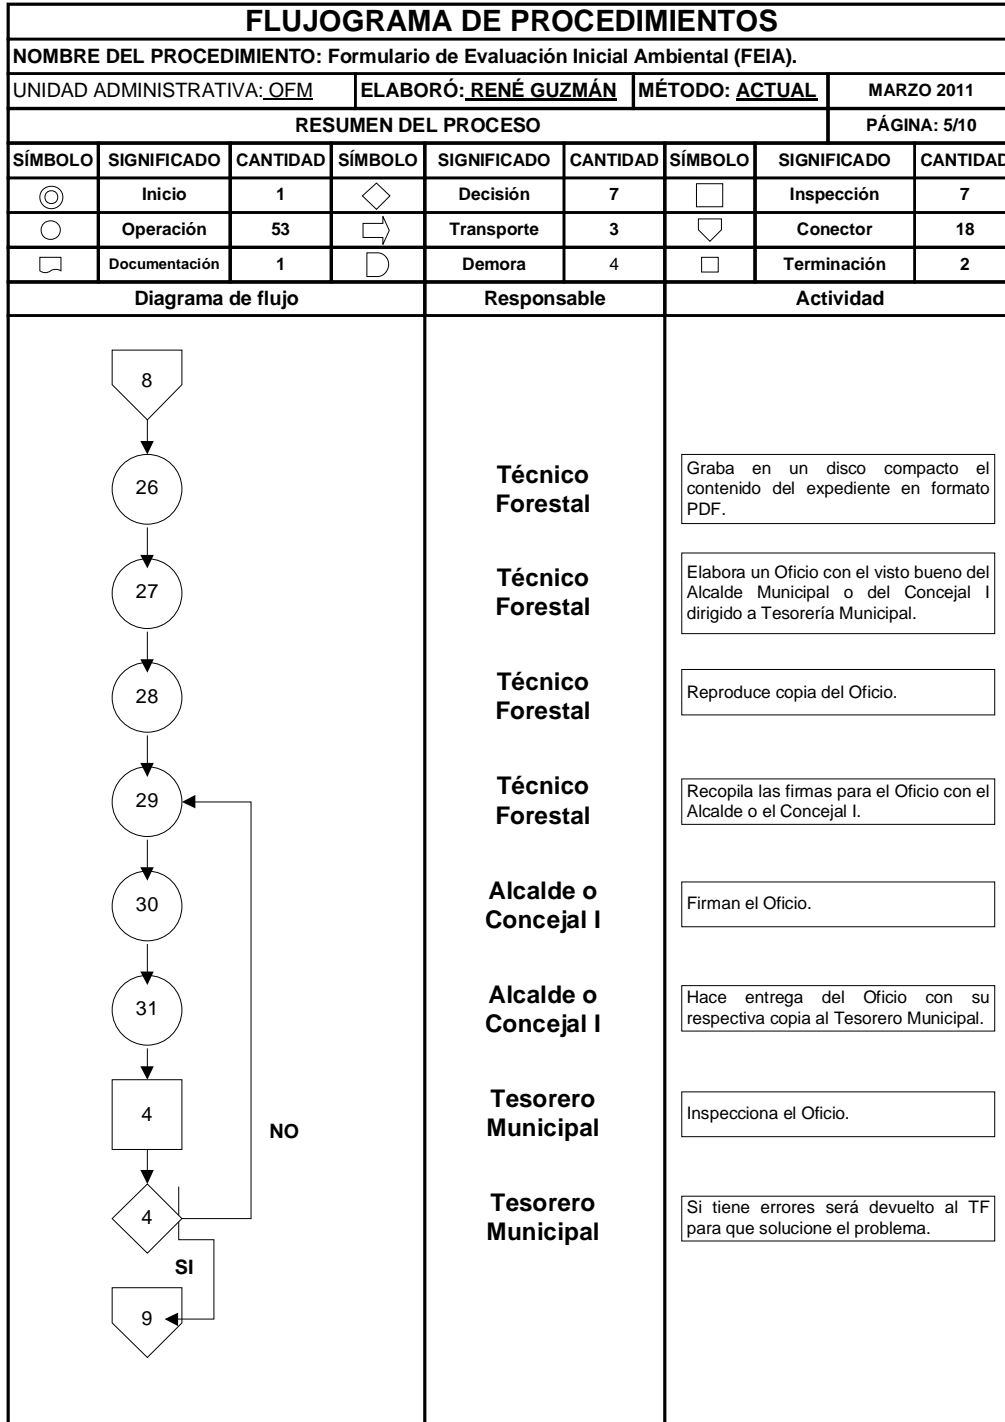 FLUJOGRAMA DE PROCEDIMIENTOS
NOMBRE DEL PROCEDIMIENTO: Formulario de Evaluación Inicial Ambiental (FEIA).
UNIDAD ADMINISTRATIVA: OFM ELABORÓ: RENÉ GUZMÁN MÉTODO: ACTUAL MARZO 2011
RESUMEN DEL PROCESO PÁGINA: 5/10
SÍMBOLO SIGNIFICADO CANTIDAD SÍMBOLO SIGNIFICADO CANTIDAD SÍMBOLO SIGNIFICADO CANTIDAD
Inicio 1 Decisión 7 Inspección 7
Operación 53 Transporte 3 Conector 18
Documentación 1 Demora 4 Terminación 2
Diagrama de flujo Responsable Actividad
8
26
Técnico
Forestal
Graba en un disco compacto el
contenido del expediente en formato
PDF.
27
Técnico
Forestal
Elabora un Oficio con el visto bueno del
Alcalde Municipal o del Concejal I
dirigido a Tesorería Municipal.
28
Técnico
Forestal
Reproduce copia del Oficio.
29
Técnico
Forestal
Recopila las firmas para el Oficio con el
Alcalde o el Concejal I.
30
Alcalde o
Concejal I
Firman el Oficio.
31
Alcalde o
Concejal I
Hace entrega del Oficio con su
respectiva copia al Tesorero Municipal.
4
NO
Tesorero
Municipal
Inspecciona el Oficio.
4
Tesorero
Municipal
Si tiene errores será devuelto al TF
para que solucione el problema.
SI
9